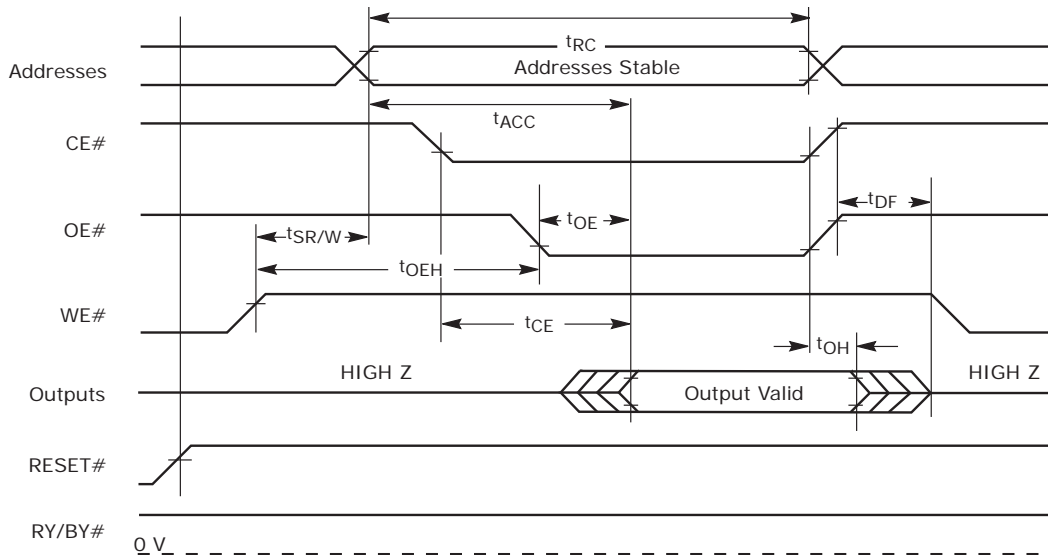 tRC
Addresses
Addresses Stable
tACC
CE#
tDF
OE#
tOE
tSR/W
tOEH
WE#
tCE
tOH
HIGH Z
HIGH Z
Outputs
Output Valid
RESET#
RY/BY#
0 V